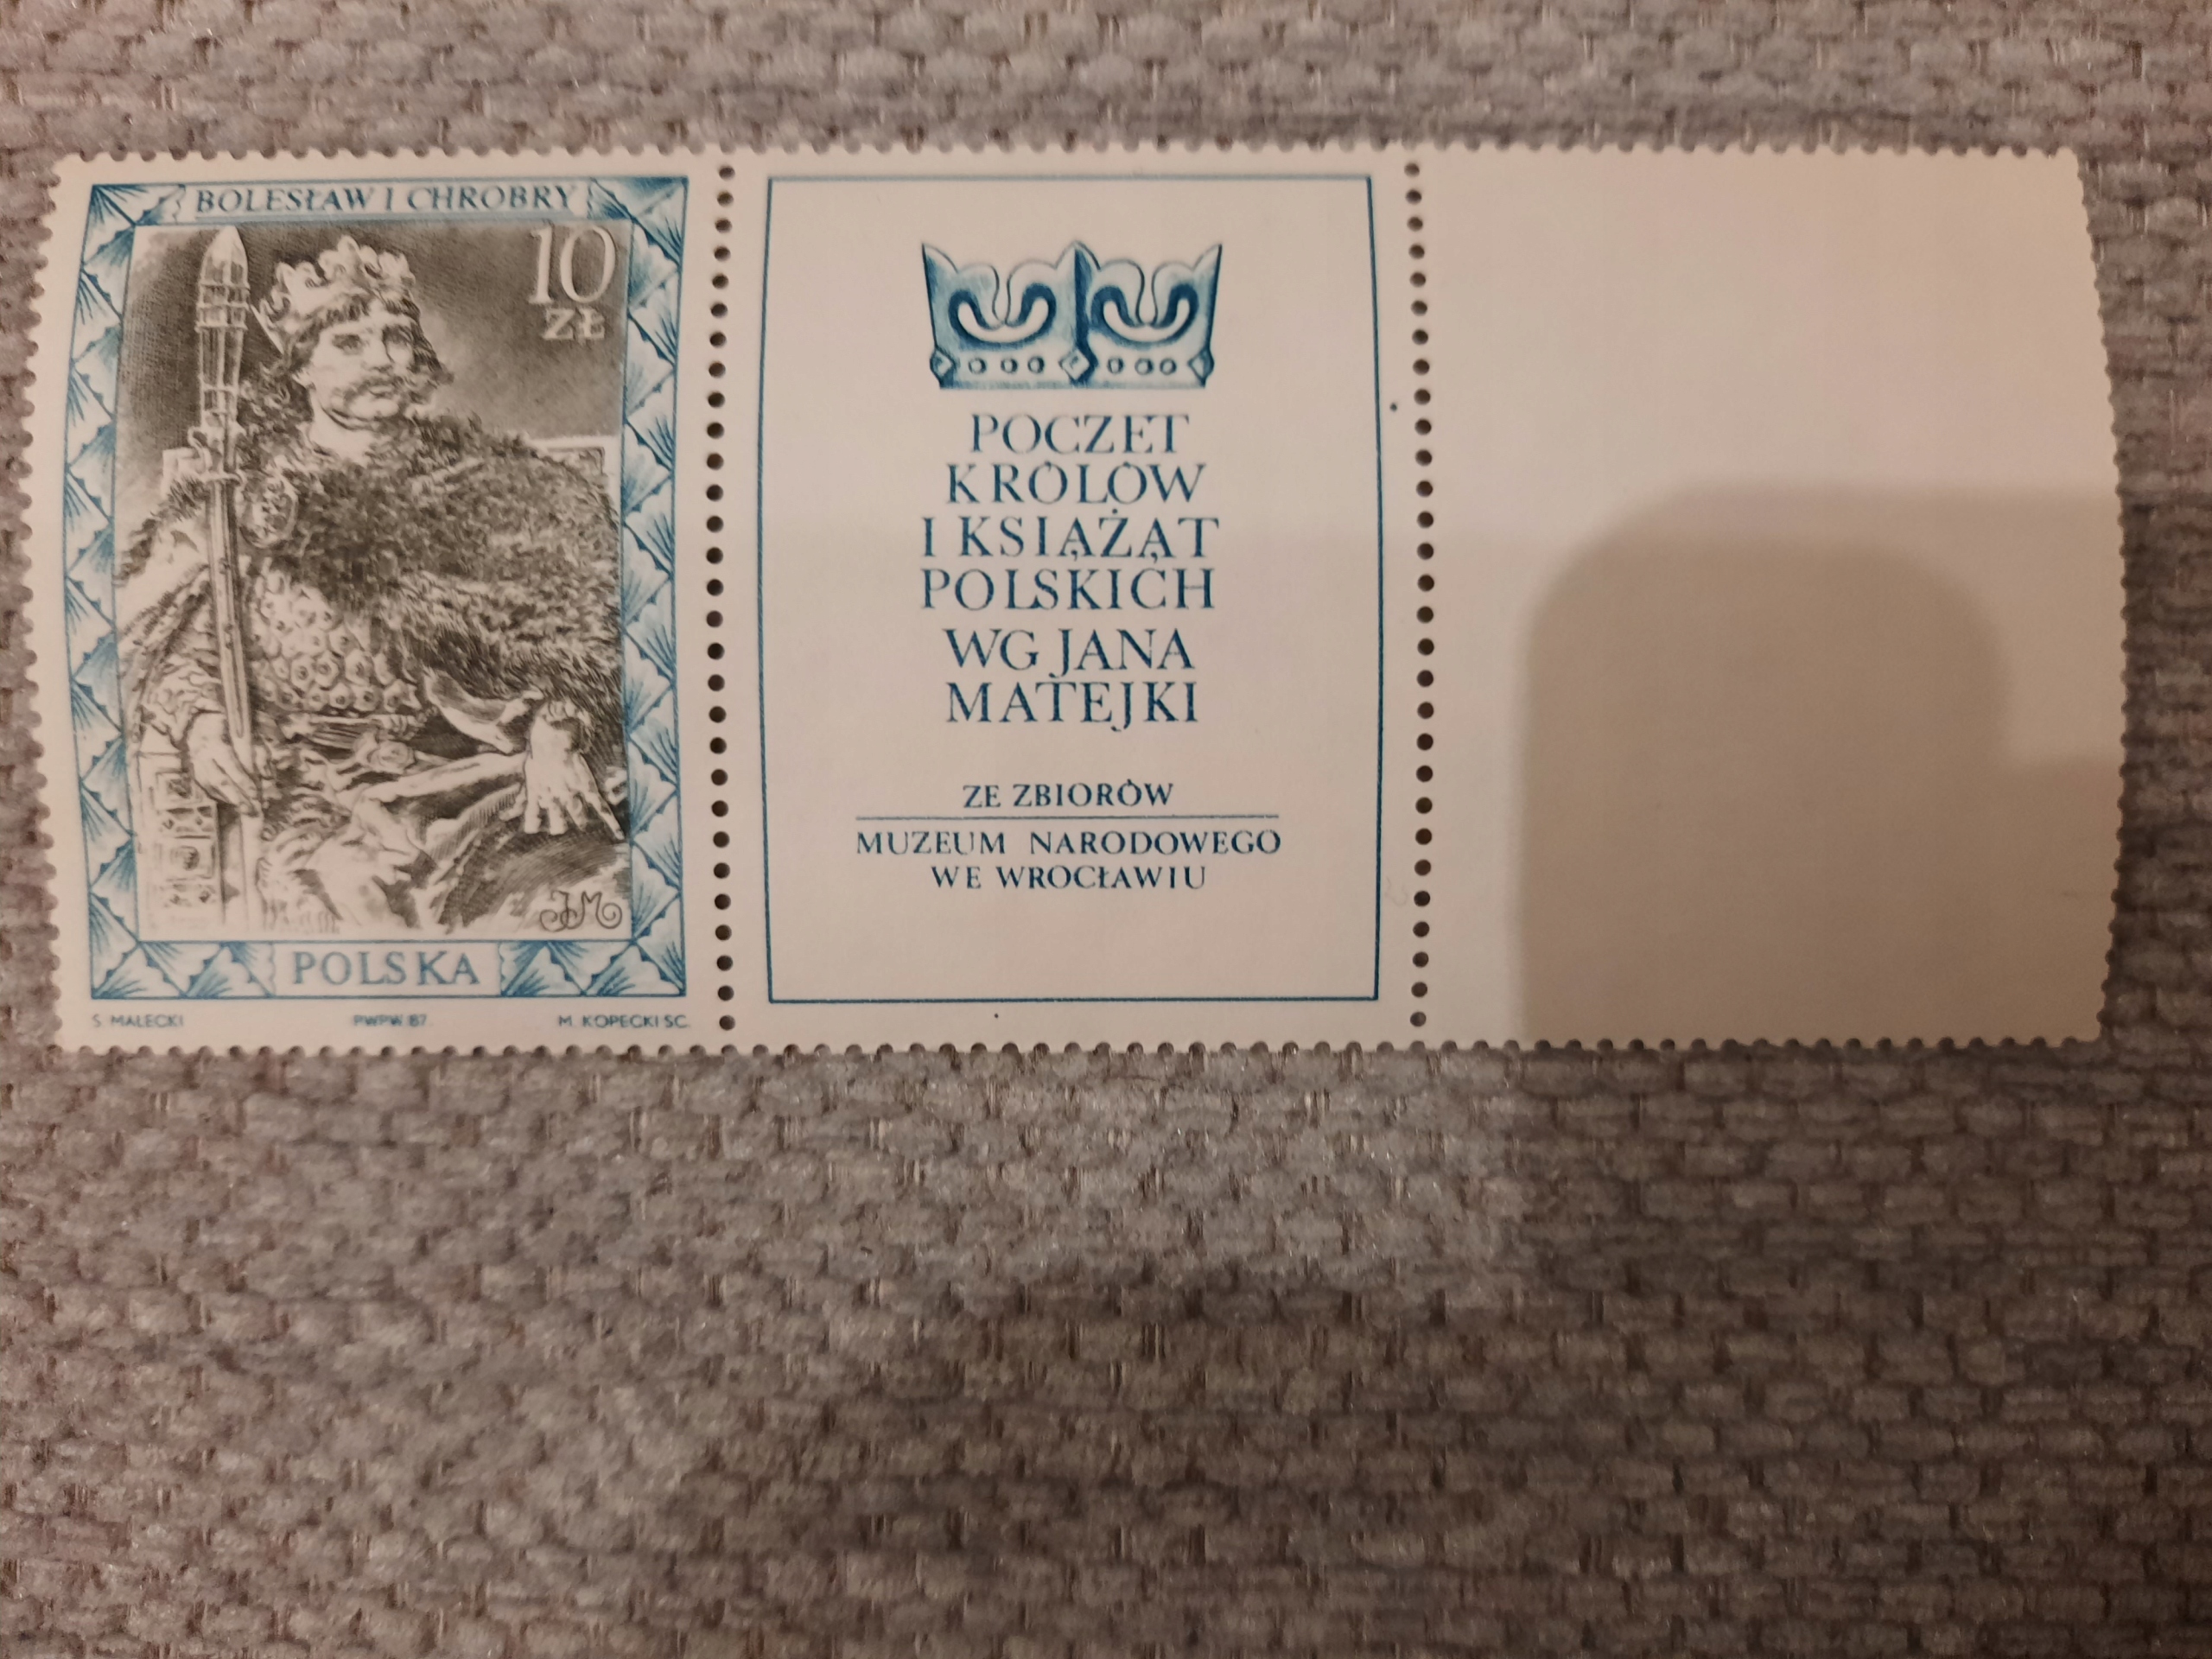 BOLESŁAW I CHROBRY
10
ZŁ
JM
POLSKA
S. MALECKI PWPW '87. M. KOPECKI SC.
POCZET
KRÓLÓW
I KSIĄŻĄT
POLSKICH
WG JANA
MATEJKI
ZE ZBIORÓW
MUZEUM NARODOWEGO
WE WROCŁAWIU